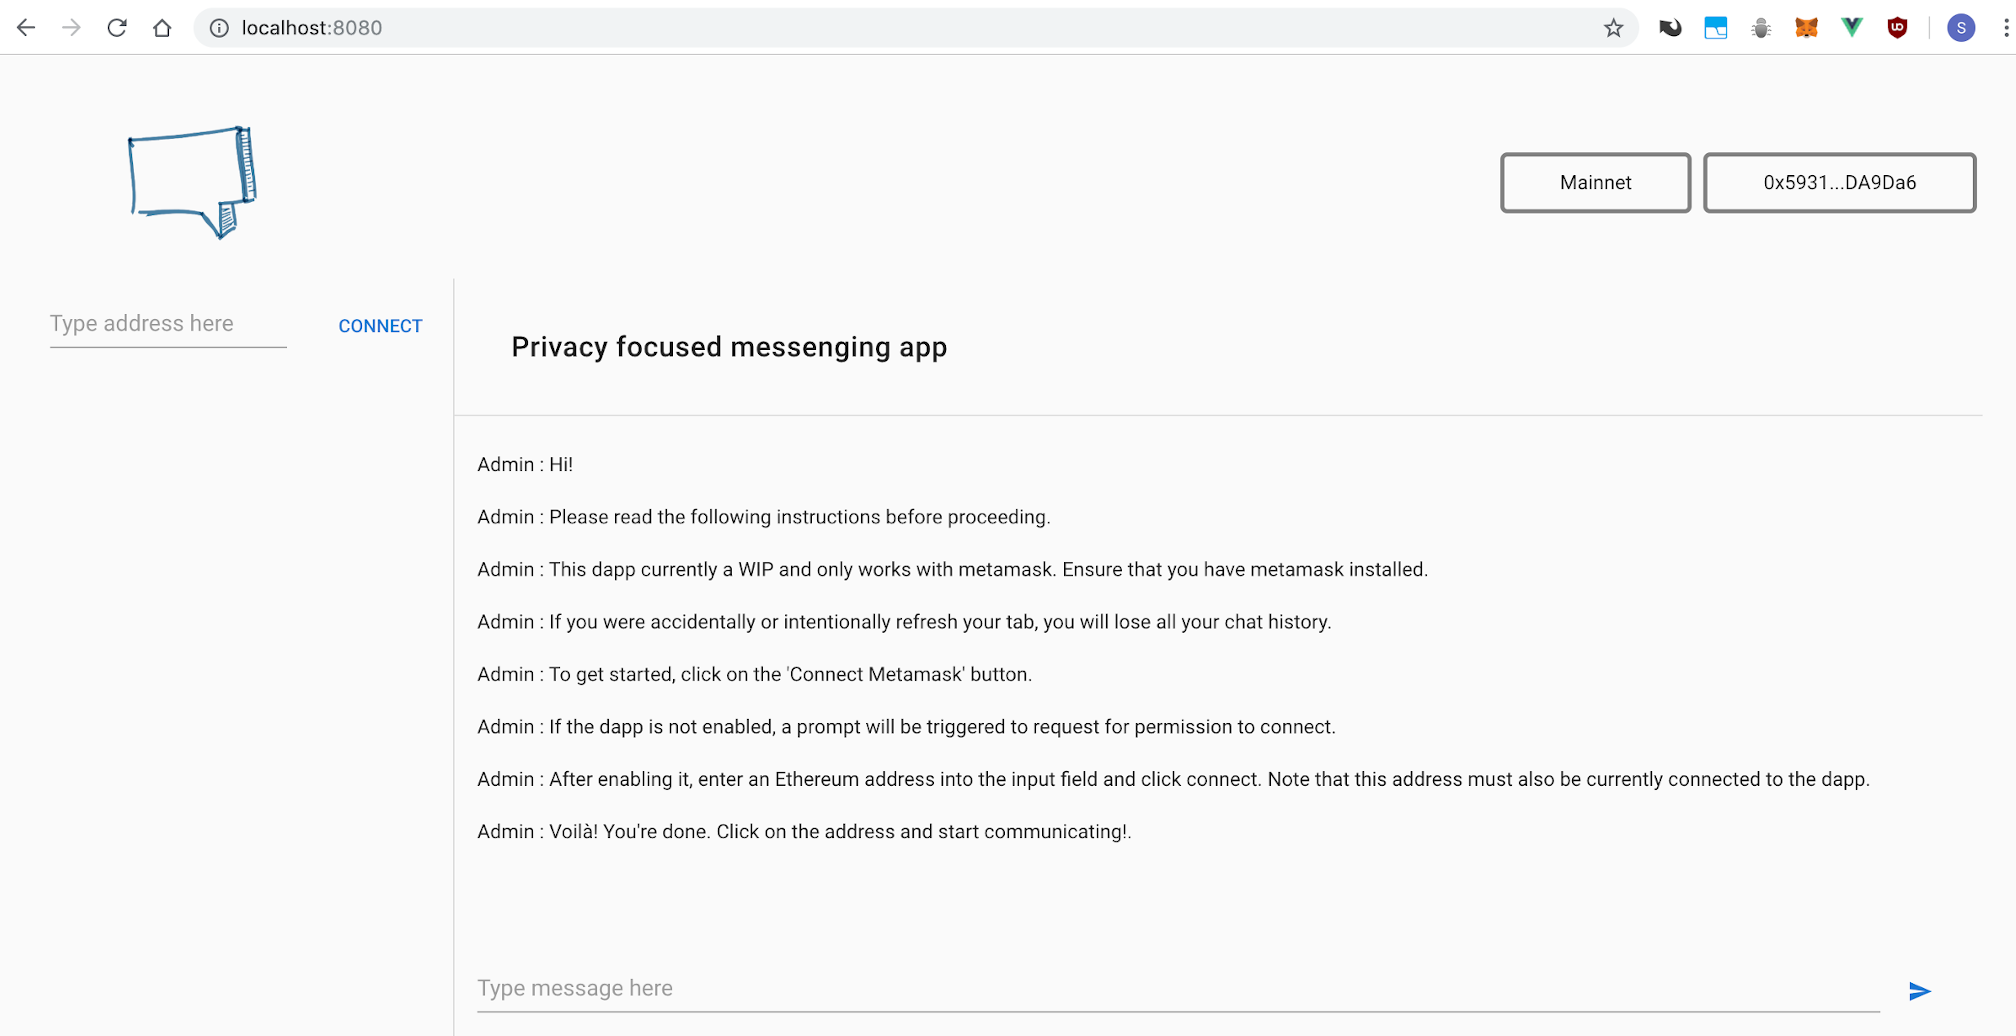 localhost:8080
S
Mainnet
0x5931...DA9Da6
Type address here
CONNECT
Privacy focused messenging app
Admin : Hi!
Admin : Please read the following instructions before proceeding.
Admin : This dapp currently a WIP and only works with metamask. Ensure that you have metamask installed.
Admin : If you were accidentally or intentionally refresh your tab, you will lose all your chat history.
Admin : To get started, click on the 'Connect Metamask' button.
Admin : If the dapp is not enabled, a prompt will be triggered to request for permission to connect.
Admin : After enabling it, enter an Ethereum address into the input field and click connect. Note that this address must also be currently connected to the dapp.
Admin : Voilà! You're done. Click on the address and start communicating!.
Type message here